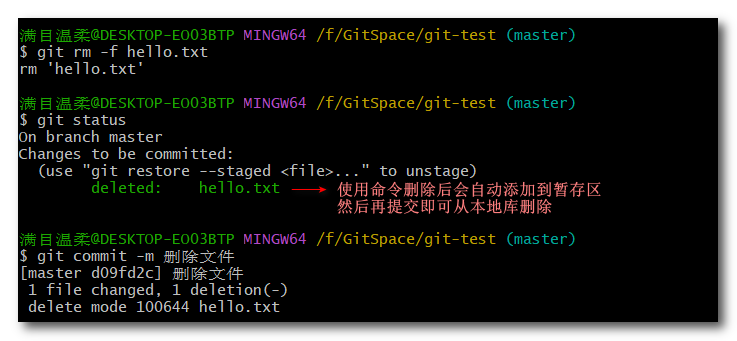 满目温柔@DESKTOP-EOO3BTP MINGW64 /f/GitSpace/git-test (master)
$ git rm -f hello.txt
rm 'hello.txt'
满目温柔@DESKTOP-EOO3BTP MINGW64 /f/GitSpace/git-test (master)
$ git status
On branch master
Changes to be committed:
  (use "git restore --staged <file>..." to unstage)
        deleted:    hello.txt 使用命令删除后会自动添加到暂存区
然后再提交即可从本地库删除
满目温柔@DESKTOP-EOO3BTP MINGW64 /f/GitSpace/git-test (master)
$ git commit -m 删除文件
[master d09fd2c] 删除文件
 1 file changed, 1 deletion(-)
 delete mode 100644 hello.txt